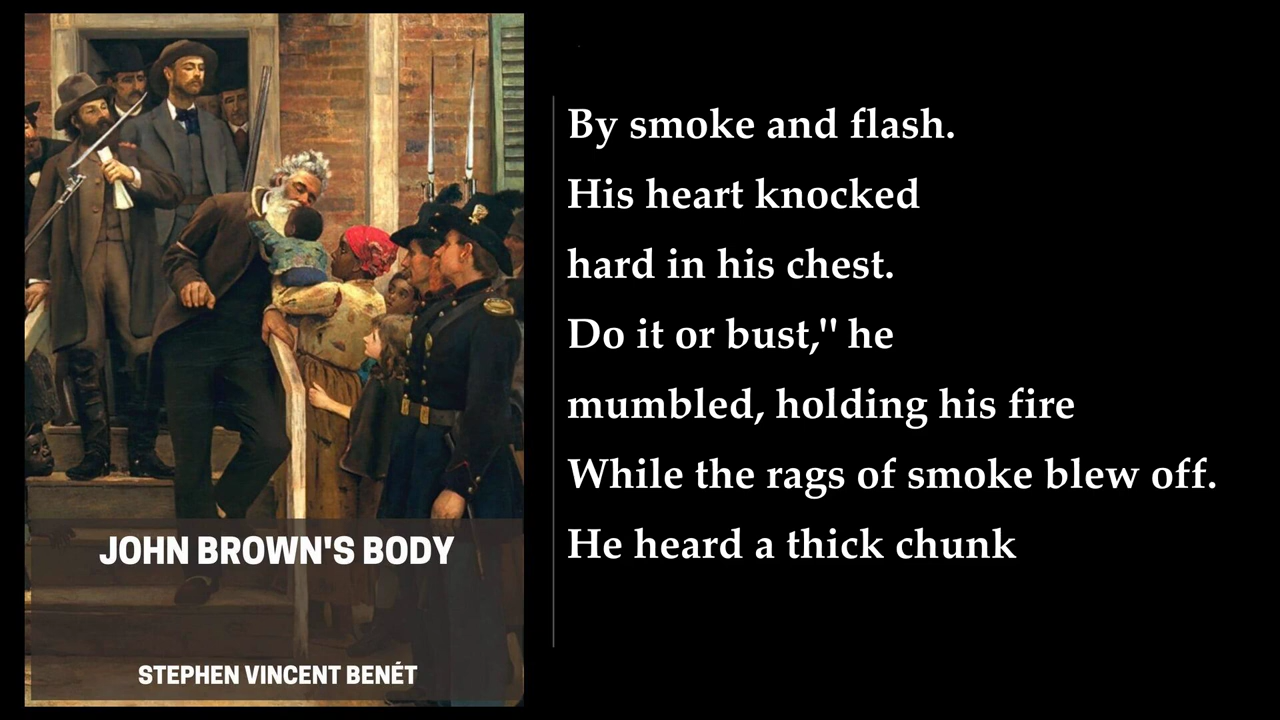 JOHN BROWN'S BODY
STEPHEN VINCENT BENÉT
By smoke and flash.
His heart knocked
hard in his chest.
Do it or bust," he
mumbled, holding his fire
While the rags of smoke blew off.
He heard a thick chunk